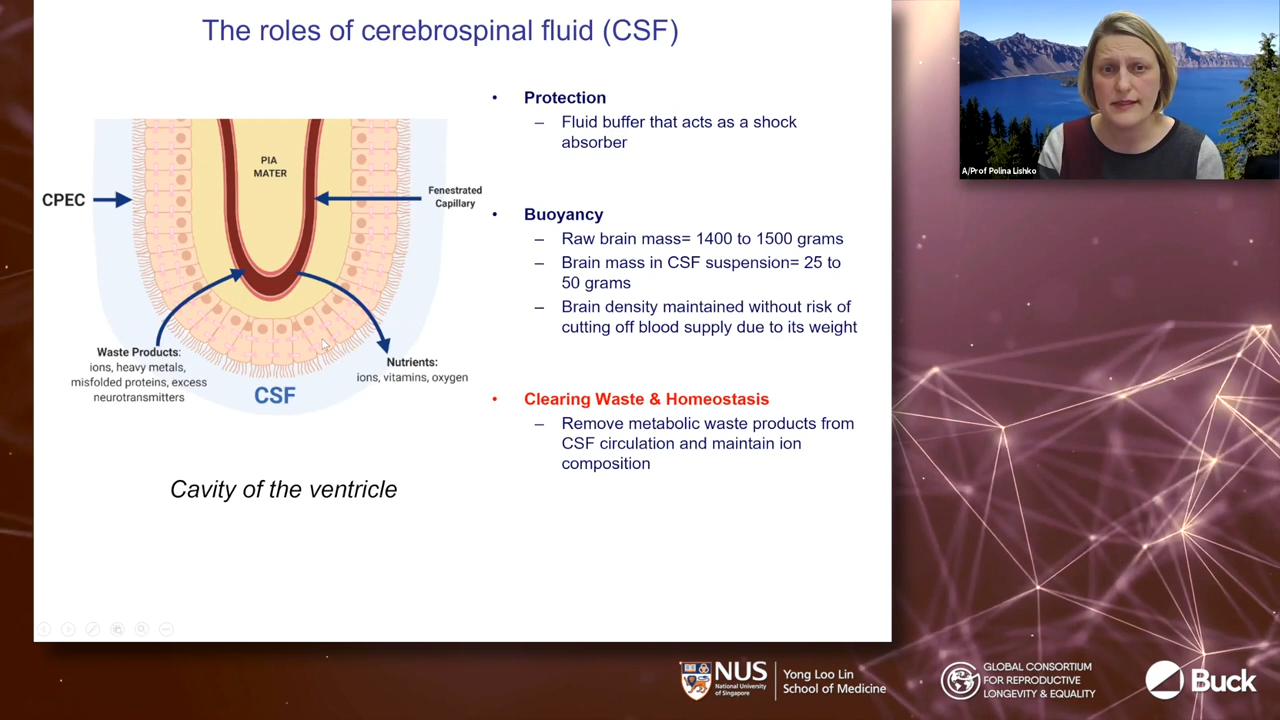 The roles of cerebrospinal fluid (CSF)
PIA
MATER
CPEC
Fenestrated
Capillary
Waste Products:
ions, heavy metals,
misfolded proteins, excess
neurotransmitters
Nutrients:
ions, vitamins, oxygen
CSF
Cavity of the ventricle
• Protection
– Fluid buffer that acts as a shock
absorber
• Buoyancy
– Raw brain mass= 1400 to 1500 grams
– Brain mass in CSF suspension= 25 to
50 grams
– Brain density maintained without risk of
cutting off blood supply due to its weight
• Clearing Waste & Homeostasis
– Remove metabolic waste products from
CSF circulation and maintain ion
composition
A/Prof Polina Lishko
NUS
National University
of Singapore
Yong Loo Lin
School of Medicine
GLOBAL CONSORTIUM
FOR REPRODUCTIVE
LONGEVITY & EQUALITY
Buck